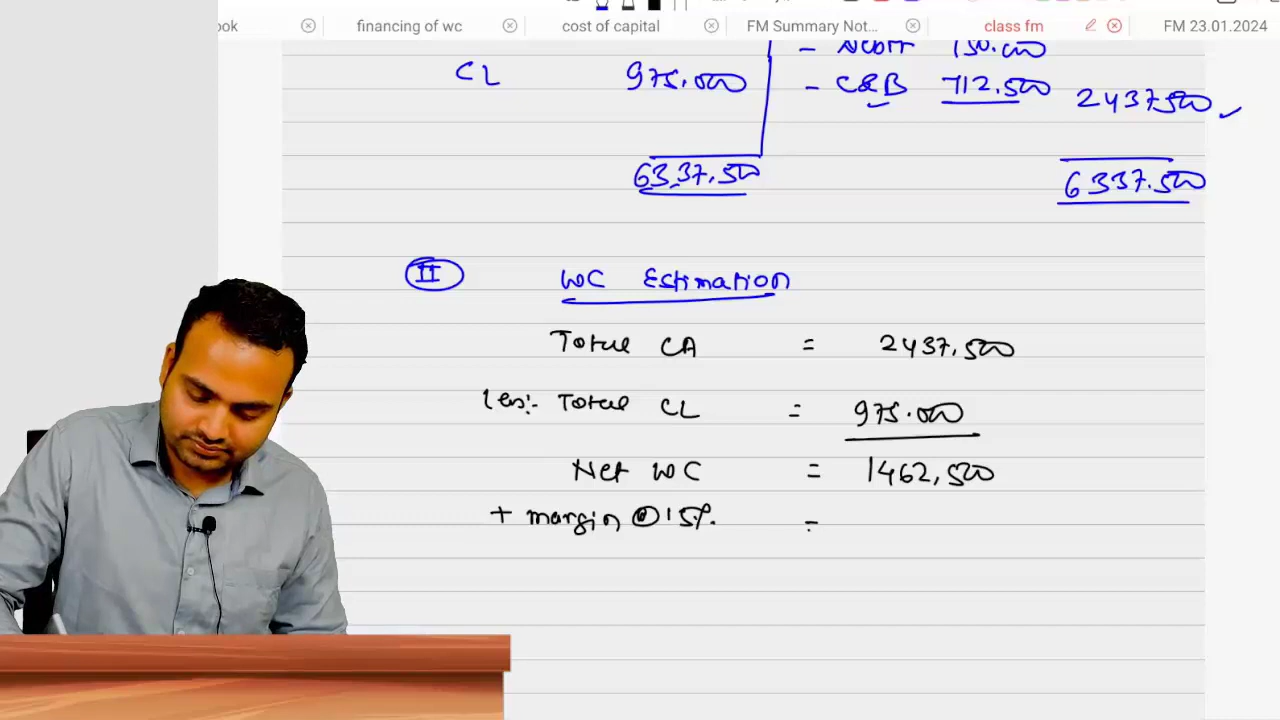 ook financing of wc cost of capital FM Summary Not... class fm FM 23.01.2024
- 150.000
CL 975.000 - C&B 712.500 2437.500
6337.500 6337.500
II WC Estimation
Total CA = 2437.500
Less:- Total CL = 975.000
Net WC = 1462,500
+ margin @ 15%. =